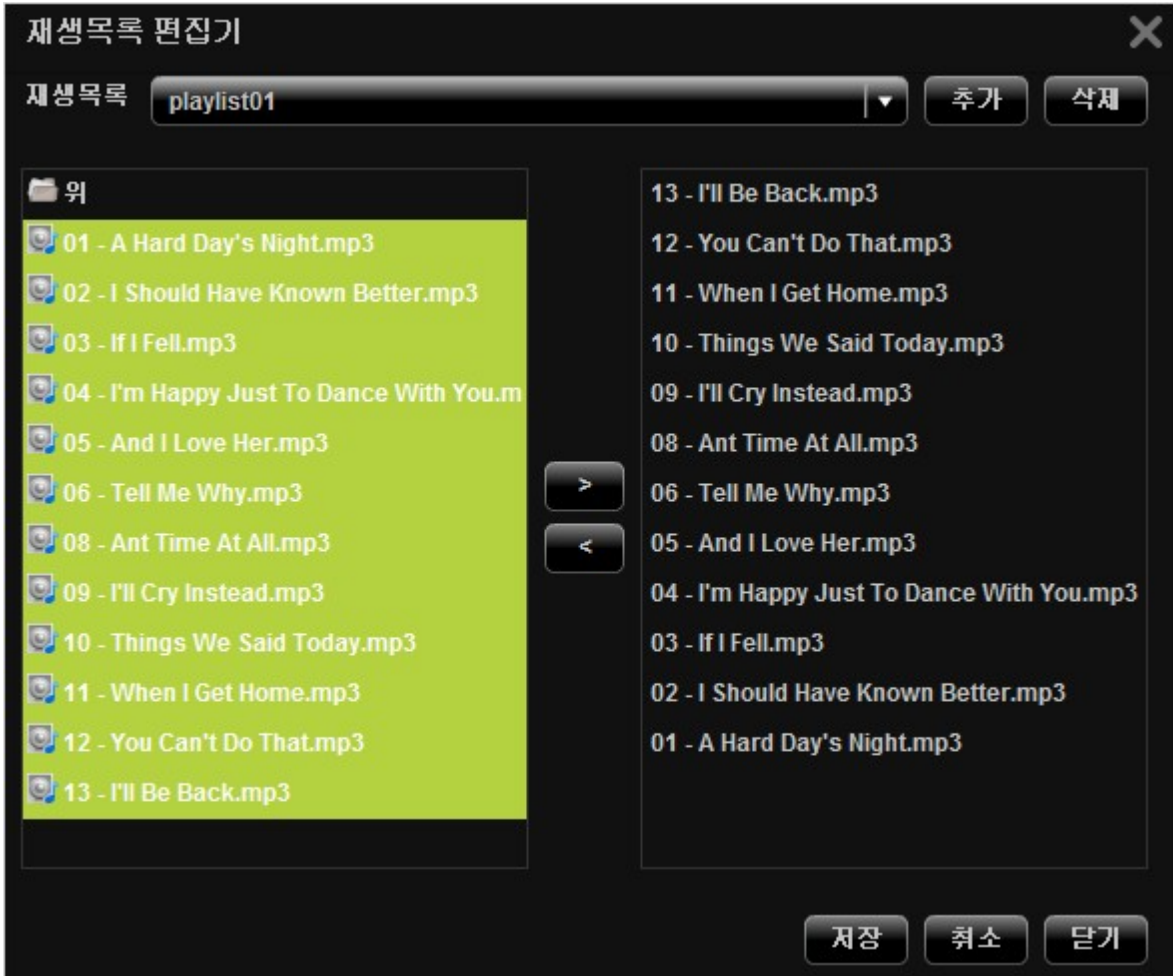 재생목록 편집기
재생목록 playlist01 추가 삭제
위
01 - A Hard Day's Night.mp3
02 - I Should Have Known Better.mp3
03 - If I Fell.mp3
04 - I'm Happy Just To Dance With You.m
05 - And I Love Her.mp3
06 - Tell Me Why.mp3
08 - Ant Time At All.mp3
09 - I'll Cry Instead.mp3
10 - Things We Said Today.mp3
11 - When I Get Home.mp3
12 - You Can't Do That.mp3
13 - I'll Be Back.mp3
>
<
13 - I'll Be Back.mp3
12 - You Can't Do That.mp3
11 - When I Get Home.mp3
10 - Things We Said Today.mp3
09 - I'll Cry Instead.mp3
08 - Ant Time At All.mp3
06 - Tell Me Why.mp3
05 - And I Love Her.mp3
04 - I'm Happy Just To Dance With You.mp3
03 - If I Fell.mp3
02 - I Should Have Known Better.mp3
01 - A Hard Day's Night.mp3
저장 취소 닫기